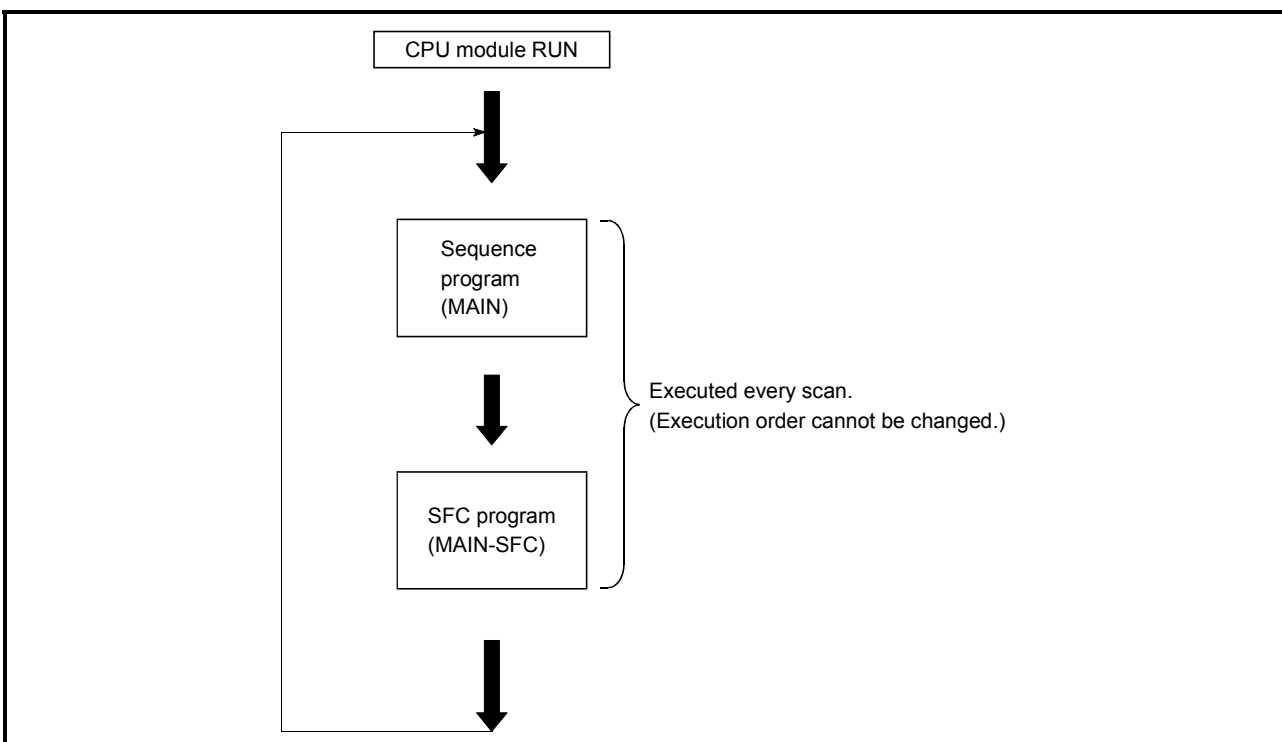 CPU module RUN
Sequence
program
(MAIN)
Executed every scan.
(Execution order cannot be changed.)
SFC program
(MAIN-SFC)